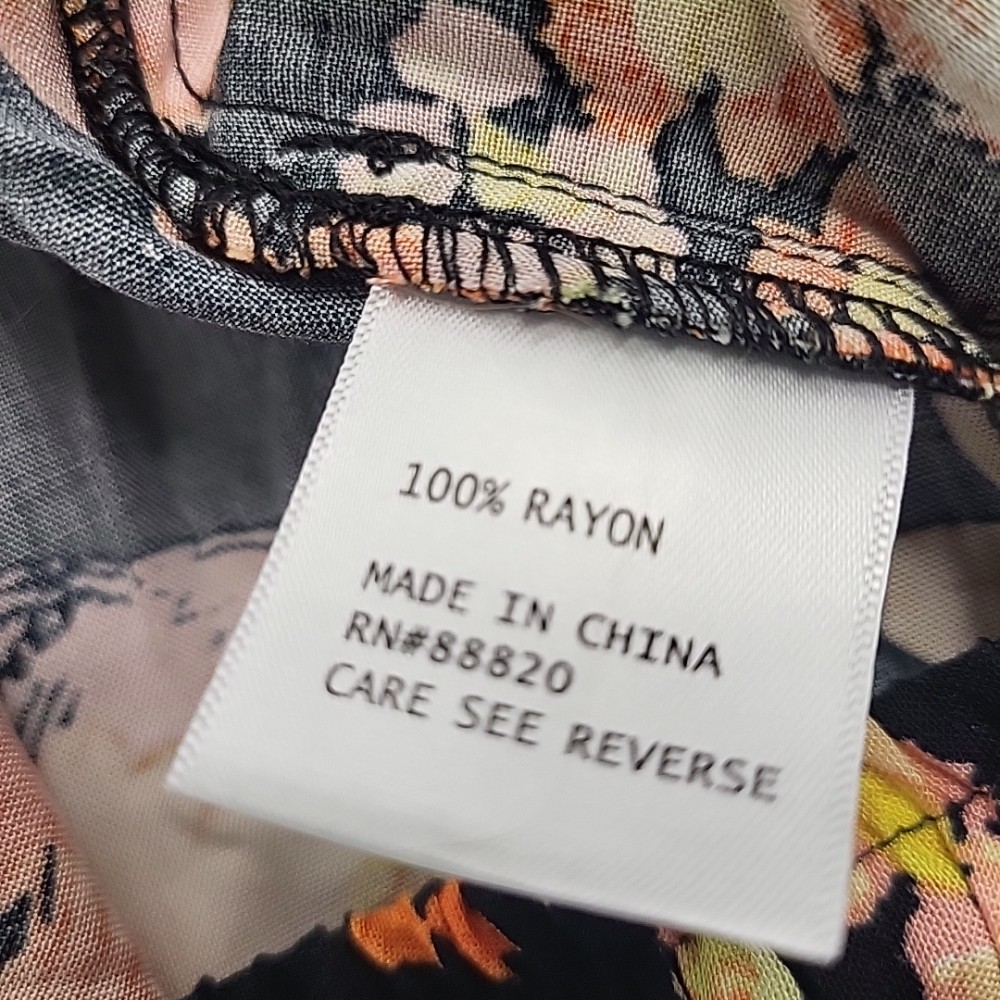 100% RAYON
MADE IN CHINA
RN#88820
CARE SEE REVERSE